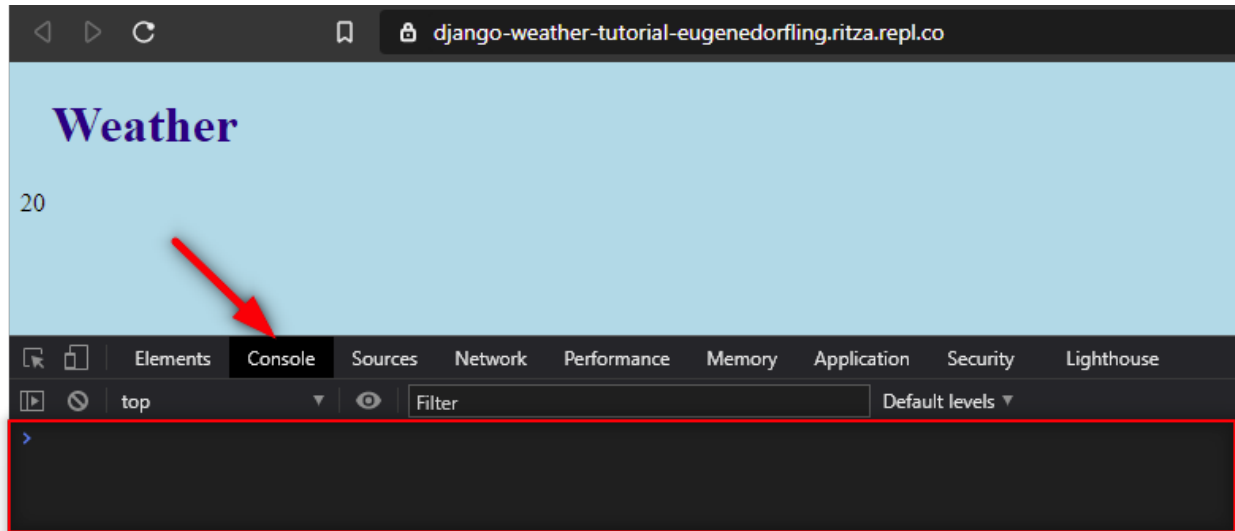 django-weather-tutorial-eugenedorfling.ritza.repl.co
Weather
20
Elements Console Sources Network Performance Memory Application Security Lighthouse
top Filter Default levels